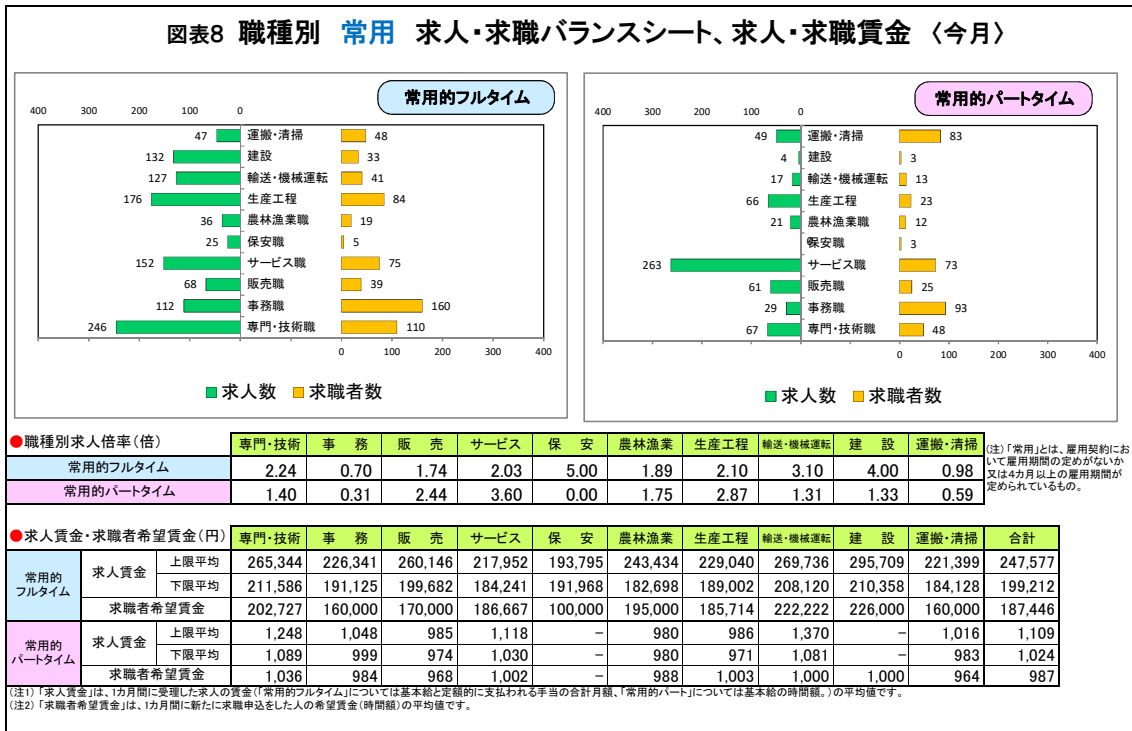 図表8 職種別 常用 求人・求職バランスシート、求人・求職賃金 〈今月〉
常用的フルタイム
400 300 200 100 0
47 運搬・清掃 48
132 建設 33
127 輸送・機械運転 41
176 生産工程 84
36 農林漁業職 19
25 保安職 5
152 サービス職 75
68 販売職 39
112 事務職 160
246 専門・技術職 110
0 100 200 300 400
求人数 求職者数
常用的パートタイム
400 300 200 100 0
49 運搬・清掃 83
4 建設 3
17 輸送・機械運転 13
66 生産工程 23
21 農林漁業職 12
0 保安職 3
263 サービス職 73
61 販売職 25
29 事務職 93
67 専門・技術職 48
0 100 200 300 400
求人数 求職者数
●職種別求人倍率(倍) 専門・技術 事務 販売 サービス 保安 農林漁業 生産工程 輸送・機械運転 建設 運搬・清掃
常用的フルタイム 2.24 0.70 1.74 2.03 5.00 1.89 2.10 3.10 4.00 0.98
常用的パートタイム 1.40 0.31 2.44 3.60 0.00 1.75 2.87 1.31 1.33 0.59
(注)「常用」とは、雇用契約にお
いて雇用期間の定めがないか
又は4カ月以上の雇用期間が
定められているもの。
●求人賃金・求職者希望賃金(円) 専門・技術 事務 販売 サービス 保安 農林漁業 生産工程 輸送・機械運転 建設 運搬・清掃 合計
常用的
フルタイム
求人賃金 上限平均 265,344 226,341 260,146 217,952 193,795 243,434 229,040 269,736 295,709 221,399 247,577
下限平均 211,586 191,125 199,682 184,241 191,968 182,698 189,002 208,120 210,358 184,128 199,212
求職者希望賃金 202,727 160,000 170,000 186,667 100,000 195,000 185,714 222,222 226,000 160,000 187,446
常用的
パートタイム
求人賃金 上限平均 1,248 1,048 985 1,118 － 980 986 1,370 － 1,016 1,109
下限平均 1,089 999 974 1,030 － 980 971 1,081 － 983 1,024
求職者希望賃金 1,036 984 968 1,002 － 988 1,003 1,000 1,000 964 987
(注1)「求人賃金」は、1カ月間に受理した求人の賃金(「常用的フルタイム」については基本給と定額的に支払われる手当の合計月額、「常用的パート」については基本給の時間額。)の平均値です。
(注2)「求職者希望賃金」は、1カ月間に新たに求職申込をした人の希望賃金(時間額)の平均値です。